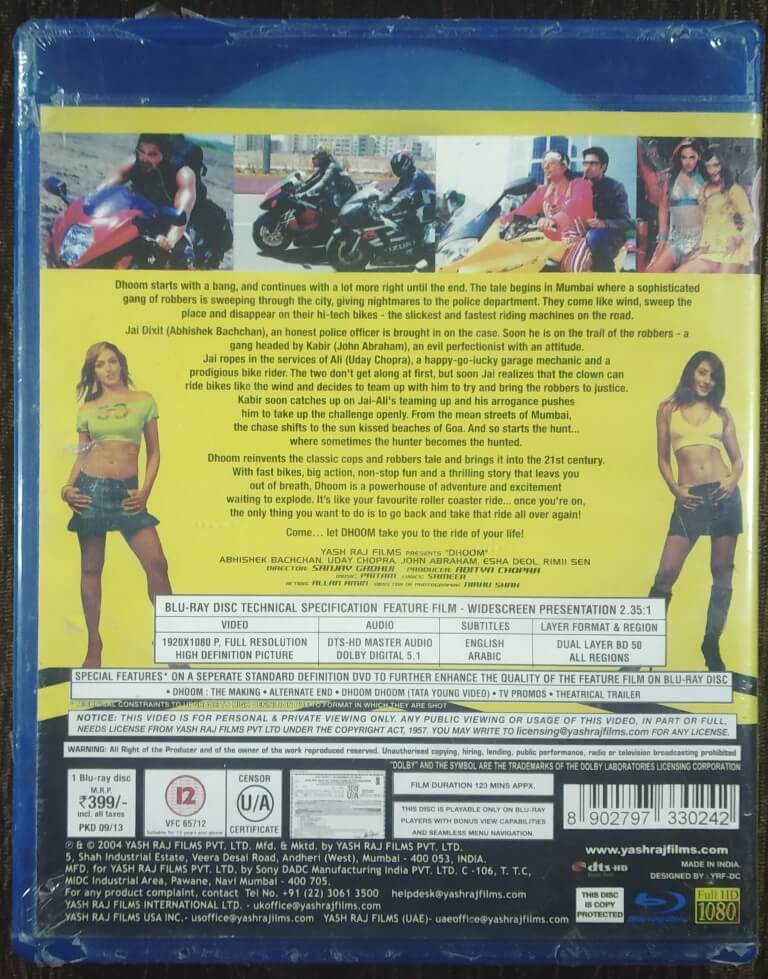 Dhoom starts with a bang, and continues with a lot more right until the end. The tale begins in Mumbai where a sophisticated
gang of robbers is sweeping through the city, giving nightmares to the police department. They come like wind, sweep the
place and disappear on their hi-tech bikes - the slickest and fastest riding machines on the road.
Jai Dixit (Abhishek Bachchan), an honest police officer is brought in on the case. Soon he is on the trail of the robbers - a
gang headed by Kabir (John Abraham), an evil perfectionist with an attitude.
Jai ropes in the services of Ali (Uday Chopra), a happy-go-lucky garage mechanic and a
prodigious bike rider. The two don't get along at first, but soon Jai realizes that the clown can
ride bikes like the wind and decides to team up with him to try and bring the robbers to justice.
Kabir soon catches up on Jai-Ali's teaming up and his arrogance pushes
him to take up the challenge openly. From the mean streets of Mumbai,
the chase shifts to the sun kissed beaches of Goa. And so starts the hunt...
where sometimes the hunter becomes the hunted.
Dhoom reinvents the classic cops and robbers tale and brings it into the 21st century.
With fast bikes, big action, non-stop fun and a thrilling story that leaves you
out of breath, Dhoom is a powerhouse of adventure and excitement
waiting to explode. It's like your favourite roller coaster ride... once you're on,
the only thing you want to do is to go back and take that ride all over again!
Come... let DHOOM take you to the ride of your life!
YASH RAJ FILMS PRESENTS "DHOOM"
ABHISHEK BACHCHAN, UDAY CHOPRA, JOHN ABRAHAM, ESHA DEOL, RIMII SEN
DIRECTOR: SANJAY GADHVI PRODUCER: ADITYA CHOPRA
MUSIC: PRITAM LYRICS: SAMEER
ACTION: ALLAN AMIN DIRECTOR OF PHOTOGRAPHY: NIRAV SHAH
BLU-RAY DISC TECHNICAL SPECIFICATION FEATURE FILM - WIDESCREEN PRESENTATION 2.35:1
VIDEO AUDIO SUBTITLES LAYER FORMAT & REGION
1920X1080 P, FULL RESOLUTION DTS-HD MASTER AUDIO ENGLISH DUAL LAYER BD 50
HIGH DEFINITION PICTURE DOLBY DIGITAL 5.1 ARABIC ALL REGIONS
SPECIAL FEATURES* ON A SEPERATE STANDARD DEFINITION DVD TO FURTHER ENHANCE THE QUALITY OF THE FEATURE FILM ON BLU-RAY DISC
• DHOOM : THE MAKING • ALTERNATE END • DHOOM DHOOM (TATA YOUNG VIDEO) • TV PROMOS • THEATRICAL TRAILER
CONSTRAINTS TO HIGH DEFINITION DUE TO FORMAT IN WHICH THEY ARE SHOT
NOTICE: THIS VIDEO IS FOR PERSONAL & PRIVATE VIEWING ONLY. ANY PUBLIC VIEWING OR USAGE OF THIS VIDEO, IN PART OR FULL,
NEEDS LICENSE FROM YASH RAJ FILMS PVT LTD UNDER THE COPYRIGHT ACT, 1957. YOU MAY WRITE TO licensing@yashrajfilms.com FOR ANY LICENSE.
WARNING: All Right of the Producer and of the owner of the work reproduced reserved. Unauthorised copying, hiring, lending, public performance, radio or television broadcasting prohibited
"DOLBY" AND THE SYMBOL ARE THE TRADEMARKS OF THE DOLBY LABORATORIES LICENSING CORPORATION
1 Blu-ray disc
M.R.P.
₹399/-
incl. all taxes
PKD 09/13
12
VFC 65712
Suitable for 12 years and above
CENSOR
U/A
CERTIFICATE
FILM DURATION 123 MINS APPX.
THIS DISC IS PLAYABLE ONLY ON BLU-RAY
PLAYERS WITH BONUS VIEW CAPABILITIES
AND SEAMLESS MENU NAVIGATION.
8 902797 330242
℗ & © 2004 YASH RAJ FILMS PVT. LTD. Mfd. & Mktd. by YASH RAJ FILMS PVT. LTD.
5, Shah Industrial Estate, Veera Desai Road, Andheri (West), Mumbai - 400 053, INDIA.
MFD. for YASH RAJ FILMS PVT. LTD. by Sony DADC Manufacturing India PVT. LTD. C -106, T. T.C,
MIDC Industrial Area, Pawane, Navi Mumbai - 400 705.
For any product complaint, contact Tel No. +91 (22) 3061 3500 helpdesk@yashrajfilms.com
YASH RAJ FILMS INTERNATIONAL LTD. - ukoffice@yashrajfilms.com
YASH RAJ FILMS USA INC.- usoffice@yashrajfilms.com YASH RAJ FILMS (UAE)- uaeoffice@yashrajfilms.com
www.yashrajfilms.com
dts-HD
MADE IN INDIA.
DESIGNED BY : YRF-DC
THIS DISC
IS COPY
PROTECTED
Blu-ray Disc
Full HD
1080
SUZUKI